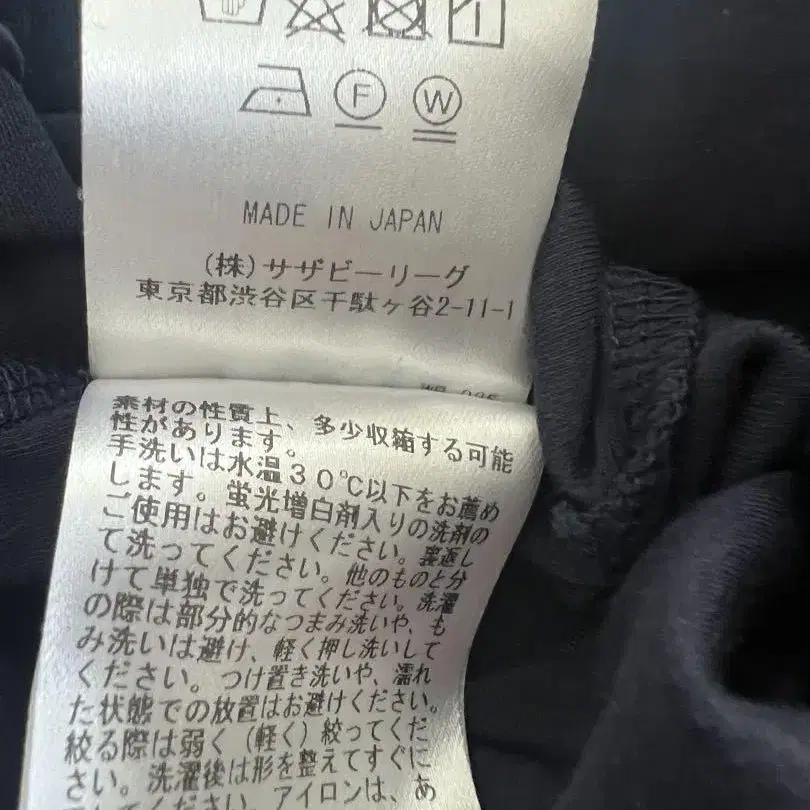 F W
MADE IN JAPAN
(株)サザビーリーグ
東京都渋谷区千駄ヶ谷2-11-1
素材の性質上、多少収縮する可能
性があります。
手洗いは水温30℃以下をお薦め
します。蛍光増白剤入りの洗剤の
ご使用はお避けください。裏返し
て洗ってください。他のものと分
けて単独で洗ってください。洗濯
の際は部分的なつまみ洗いや、も
み洗いは避け、軽く押し洗いして
ください。つけ置き洗いや、濡れ
た状態での放置はお避けください。
絞る際は弱く(軽く)絞ってくだ
さい。洗濯後は形を整えてすぐに
してください。アイロンは、あ